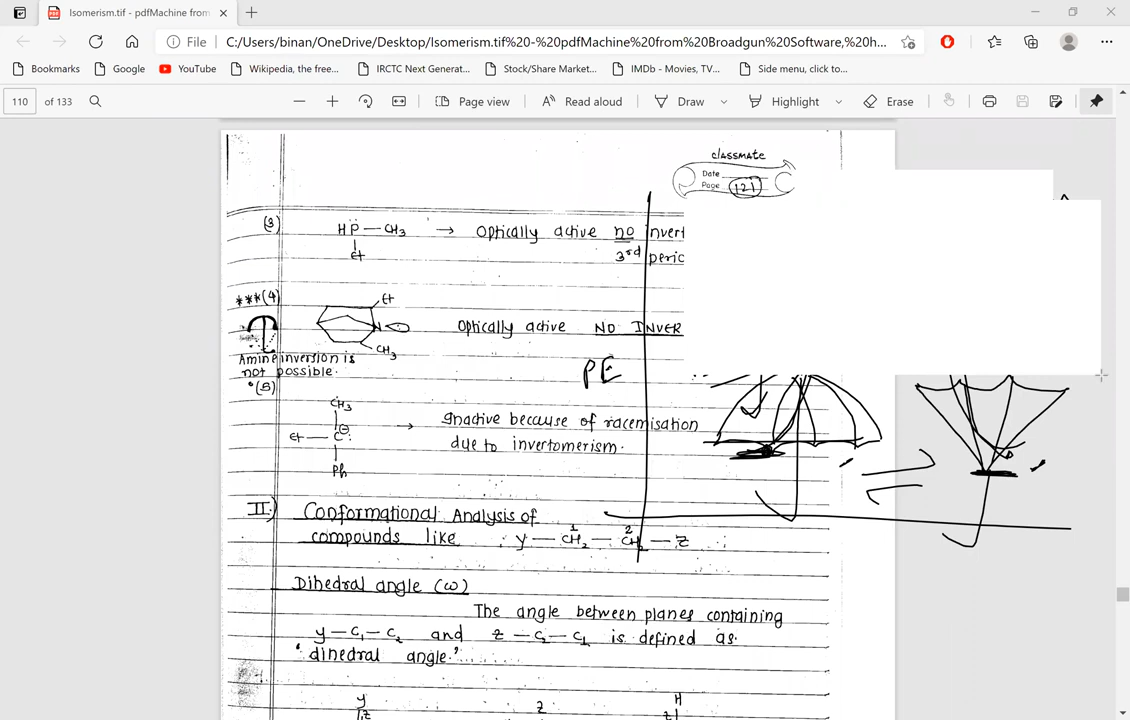 Isomerism.tif - pdfMachine from
File C:/Users/binan/OneDrive/Desktop/Isomerism.tif%20-%20pdfMachine%20from%20Broadgun%20Software,%20h...
Bookmarks Google YouTube Wikipedia, the free... IRCTC Next Generat... Stock/Share Market... IMDb - Movies, TV... Side menu, click to...
110 of 133 Page view Read aloud Draw Highlight Erase
classmate
Date
Page 121
(3) HP̈ — CH3 → Optically active no invert
Et 3rd peric
***(4) Et
N Optically active NO INVER
CH3
Amine inversion is
not possible.
PE
(5)
CH3
Et — C: ⊖ → Inactive because of racemisation
due to invertomerism.
Ph
II.) Conformational Analysis of
compounds like y — CH2 — CH2 — Z
1 2
Dihedral angle (ω)
The angle between planes containing
y — C1 — C2 and z — C2 — C1 is defined as
"dihedral angle."
y z H
z z